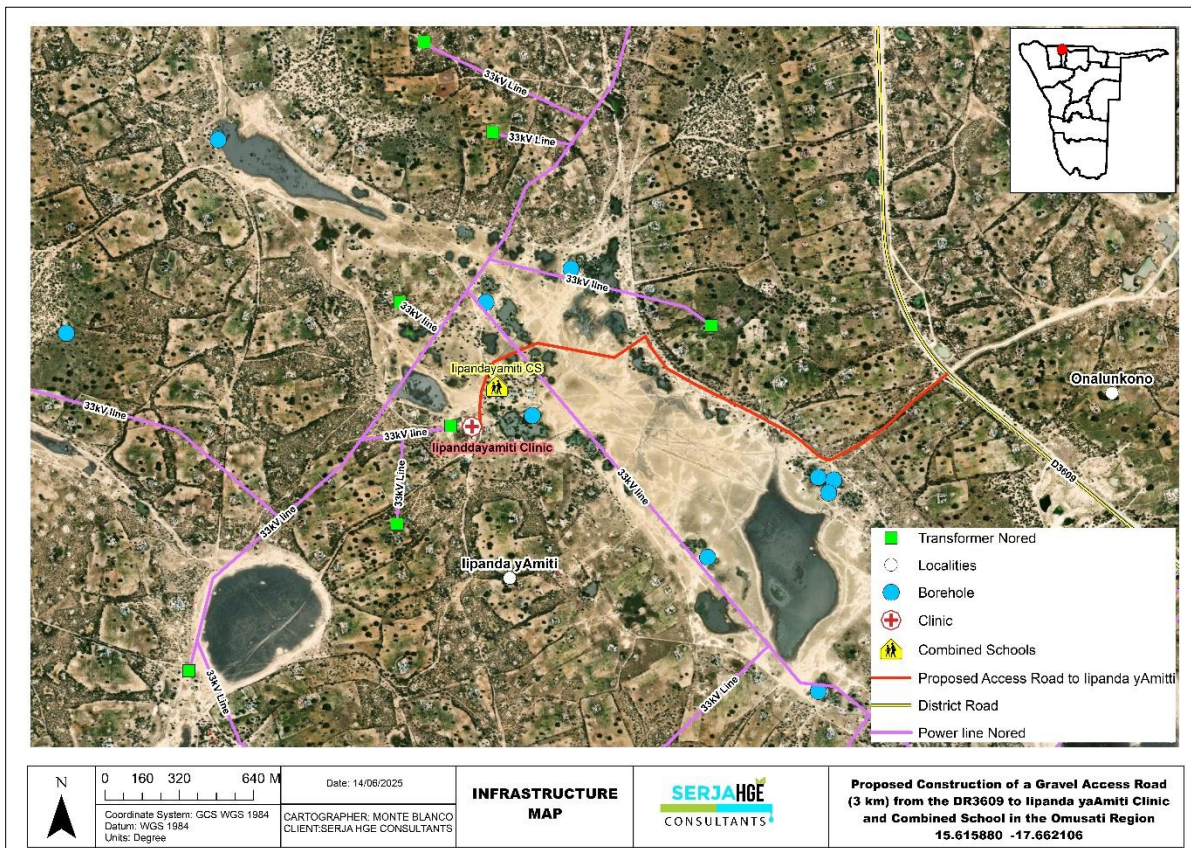 33kV Line
33kV Line
33kV line
33kV line
Iipandayamiti CS
33kV line
33kV line
Iipanddayamiti Clinic
33kV Line
33kV line
33kV line
Onalunkono
D3609
Iipanda yAmiti
33kV Line
33kV Line
Transformer Nored
Localities
Borehole
Clinic
Combined Schools
Proposed Access Road to Iipanda yAmitti
District Road
Power line Nored
N
0 160 320 640 M
Coordinate System: GCS WGS 1984
Datum: WGS 1984
Units: Degree
Date: 14/06/2025
CARTOGRAPHER: MONTE BLANCO
CLIENT:SERJA HGE CONSULTANTS
INFRASTRUCTURE
MAP
SERJAHGE
CONSULTANTS
Proposed Construction of a Gravel Access Road
(3 km) from the DR3609 to Iipanda yaAmiti Clinic
and Combined School in the Omusati Region
15.615880 -17.662106